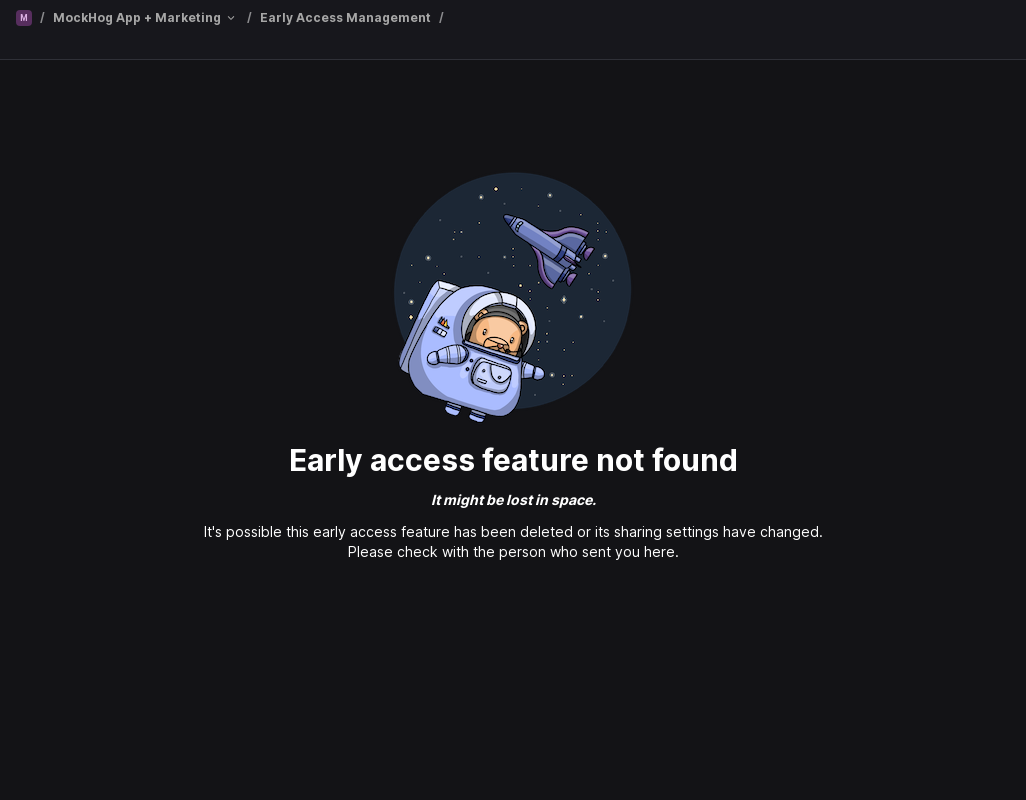 M / MockHog App + Marketing / Early Access Management /
Early access feature not found
It might be lost in space.
It's possible this early access feature has been deleted or its sharing settings have changed.
Please check with the person who sent you here.